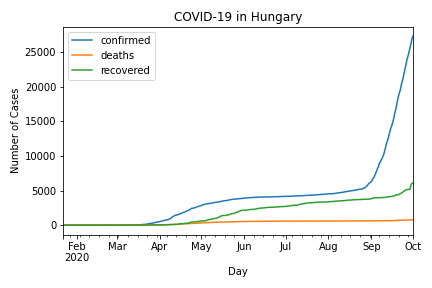 COVID-19 in Hungary
confirmed
deaths
recovered
Number of Cases
25000
20000
15000
10000
5000
0
Feb Mar Apr May Jun Jul Aug Sep Oct
2020
Day